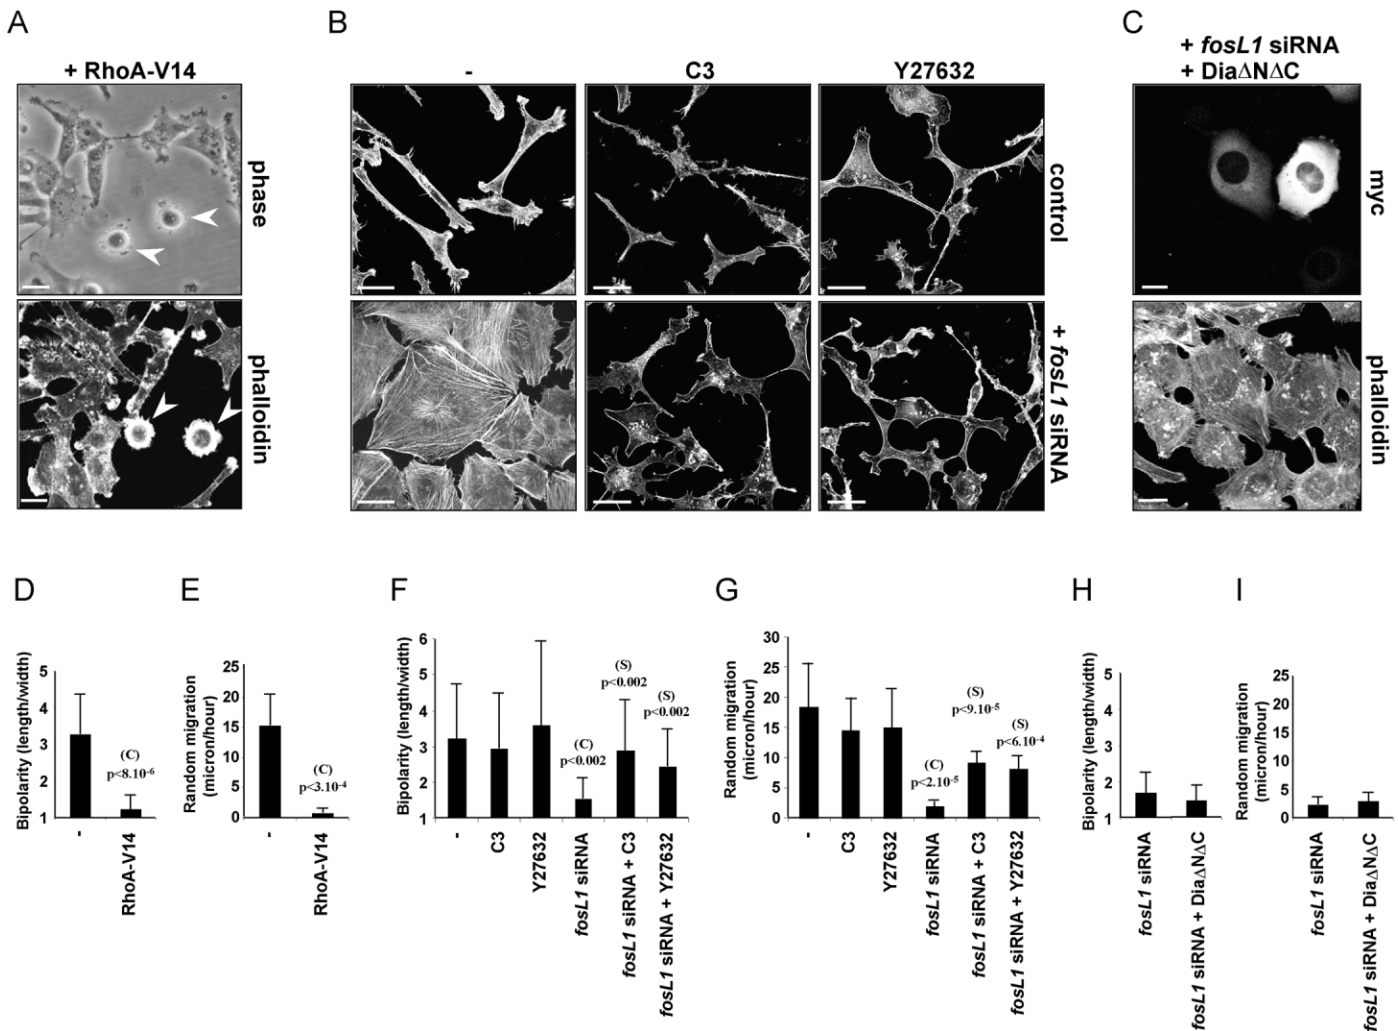 A
+ RhoA-V14
phase
phalloidin
B
-
C3
Y27632
control
+ fosL1 siRNA
C
+ fosL1 siRNA
+ Dia∆N∆C
myc
phalloidin
D
Bipolarity (length/width)
5
4
3
2
1
(C)
p<8.10-6
-
RhoA-V14
E
Random migration
(micron/hour)
25
20
15
10
5
0
(C)
p<3.10-4
-
RhoA-V14
F
Bipolarity (length/width)
6
5
4
3
2
1
(C)
p<0.002
(S)
p<0.002
(S)
p<0.002
-
C3
Y27632
fosL1 siRNA
fosL1 siRNA + C3
fosL1 siRNA + Y27632
G
Random migration
(micron/hour)
30
25
20
15
10
5
0
(C)
p<2.10-5
(S)
p<9.10-5
(S)
p<6.10-4
-
C3
Y27632
fosL1 siRNA
fosL1 siRNA + C3
fosL1 siRNA + Y27632
H
Bipolarity (length/width)
5
4
3
2
1
fosL1 siRNA
fosL1 siRNA + Dia∆N∆C
I
Random migration
(micron/hour)
25
20
15
10
5
0
fosL1 siRNA
fosL1 siRNA + Dia∆N∆C